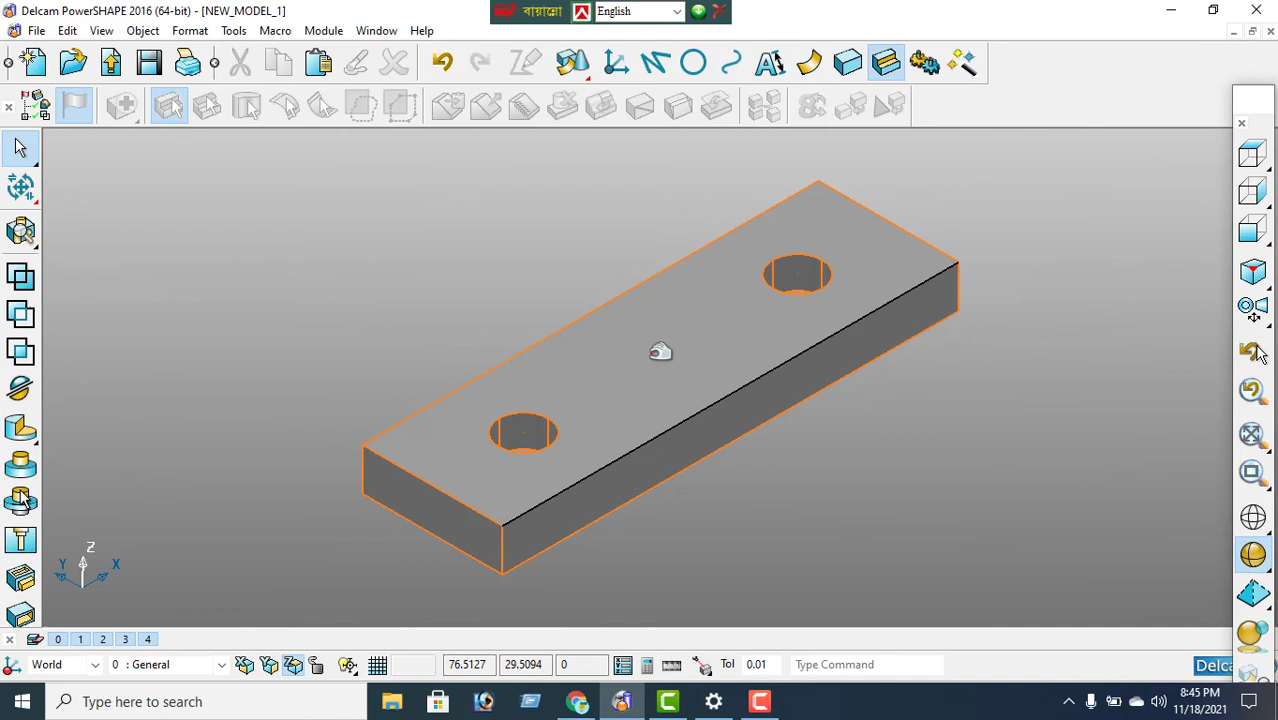 Delcam PowerSHAPE 2016 (64-bit) - [NEW_MODEL_1]
বায়ান্নো
English
File Edit View Object Format Tools Macro Module Window Help
Z
Y X
0 1 2 3 4
World 0 : General 76.5127 29.5094 0 Tol 0.01 Type Command Delca
Type here to search
8:45 PM
11/18/2021